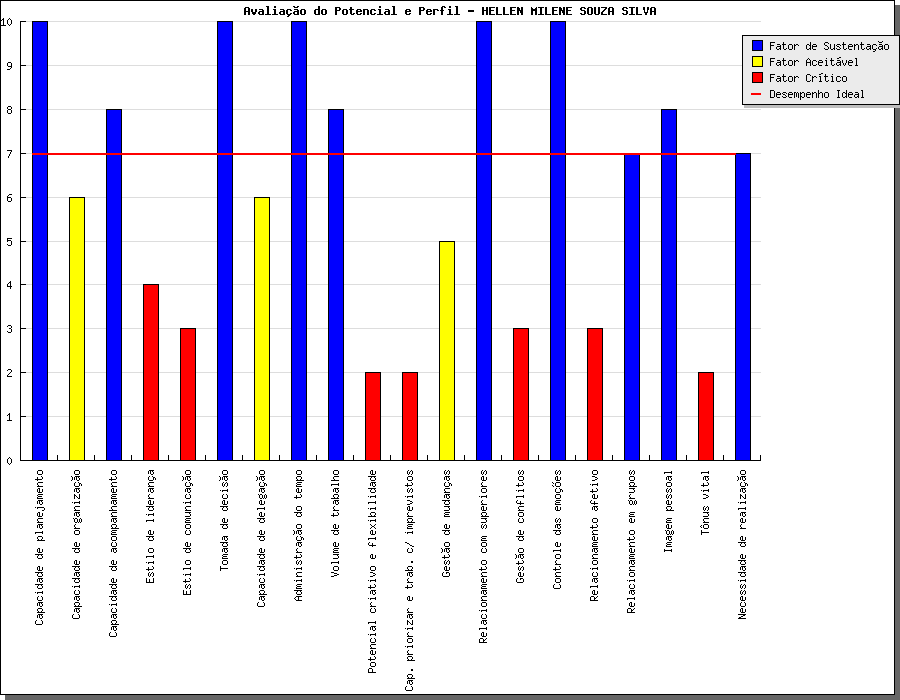 Avaliação do Potencial e Perfil - HELLEN MILENE SOUZA SILVA
Fator de Sustentação
Fator Aceitável
Fator Crítico
Desempenho Ideal
10
9
8
7
6
5
4
3
2
1
0
Capacidade de planejamento
Capacidade de organização
Capacidade de acompanhamento
Estilo de liderança
Estilo de comunicação
Tomada de decisão
Capacidade de delegação
Administração do tempo
Volume de trabalho
Potencial criativo e flexibilidade
Cap. priorizar e trab. c/ imprevistos
Gestão de mudanças
Relacionamento com superiores
Gestão de conflitos
Controle das emoções
Relacionamento afetivo
Relacionamento em grupos
Imagem pessoal
Tônus vital
Necessidade de realização